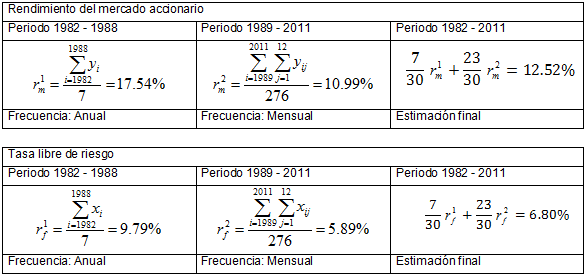 Rendimiento del mercado accionario
Periodo 1982 - 1988 Periodo 1989 - 2011 Periodo 1982 - 2011
r_m^1 = \frac{\sum_{i=1982}^{1988} y_i}{7} = 17.54% r_m^2 = \frac{\sum_{i=1989}^{2011} \sum_{j=1}^{12} y_{ij}}{276} = 10.99% \frac{7}{30} r_m^1 + \frac{23}{30} r_m^2 = 12.52%
Frecuencia: Anual Frecuencia: Mensual Estimación final
Tasa libre de riesgo
Periodo 1982 - 1988 Periodo 1989 - 2011 Periodo 1982 - 2011
r_f^1 = \frac{\sum_{i=1982}^{1988} x_i}{7} = 9.79% r_f^2 = \frac{\sum_{i=1989}^{2011} \sum_{j=1}^{12} x_{ij}}{276} = 5.89% \frac{7}{30} r_f^1 + \frac{23}{30} r_f^2 = 6.80%
Frecuencia: Anual Frecuencia: Mensual Estimación final